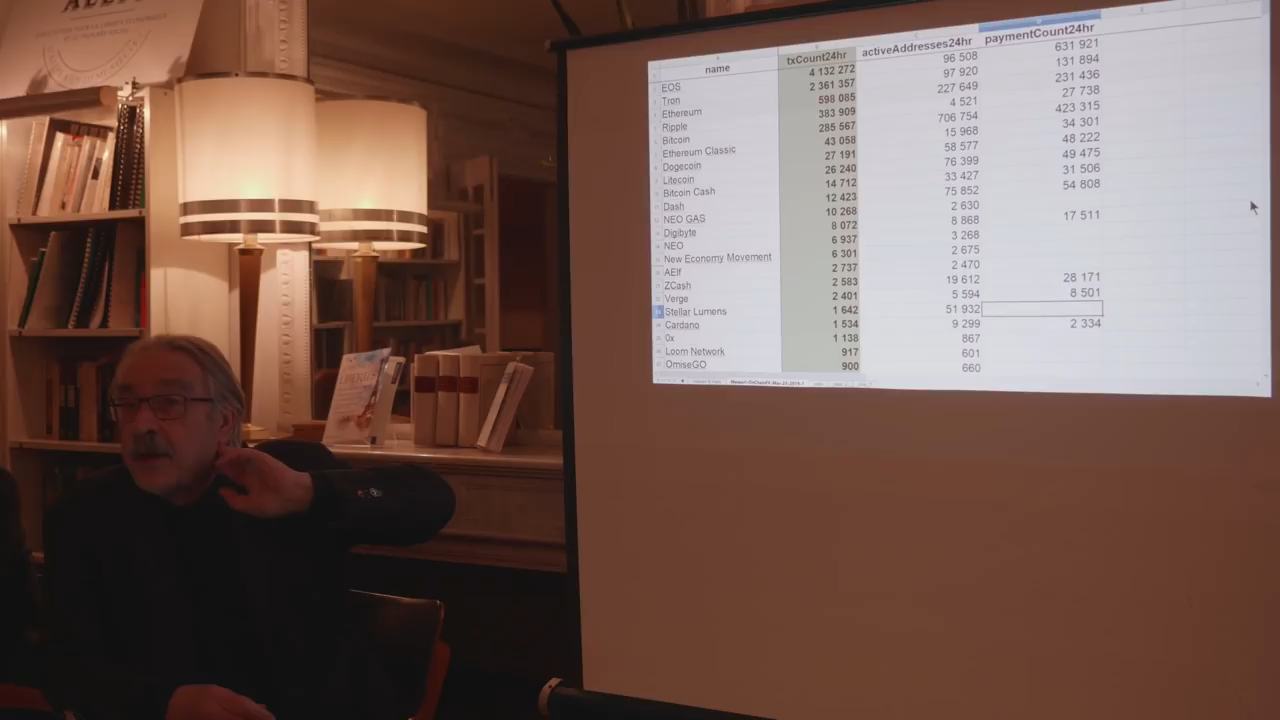 ALEPS
name txCount24hr activeAddresses24hr paymentCount24hr
EOS 4 132 272 96 508 631 921
Tron 2 361 357 97 920 131 894
Ethereum 598 085 227 649 231 436
Ripple 383 909 4 521 27 738
Bitcoin 285 567 706 754 423 315
Ethereum Classic 43 058 15 968 34 301
Dogecoin 27 191 58 577 48 222
Litecoin 26 240 76 399 49 475
Bitcoin Cash 14 712 33 427 31 506
Dash 12 423 75 852 54 808
NEO GAS 10 268 2 630
Digibyte 8 072 8 868 17 511
NEO 6 937 3 268
New Economy Movement 6 301 2 675
AElf 2 737 2 470
ZCash 2 583 19 612 28 171
Verge 2 401 5 594 8 501
Stellar Lumens 1 642 51 932
Cardano 1 534 9 299 2 334
0x 1 138 867
Loom Network 917 601
OmiseGO 900 660